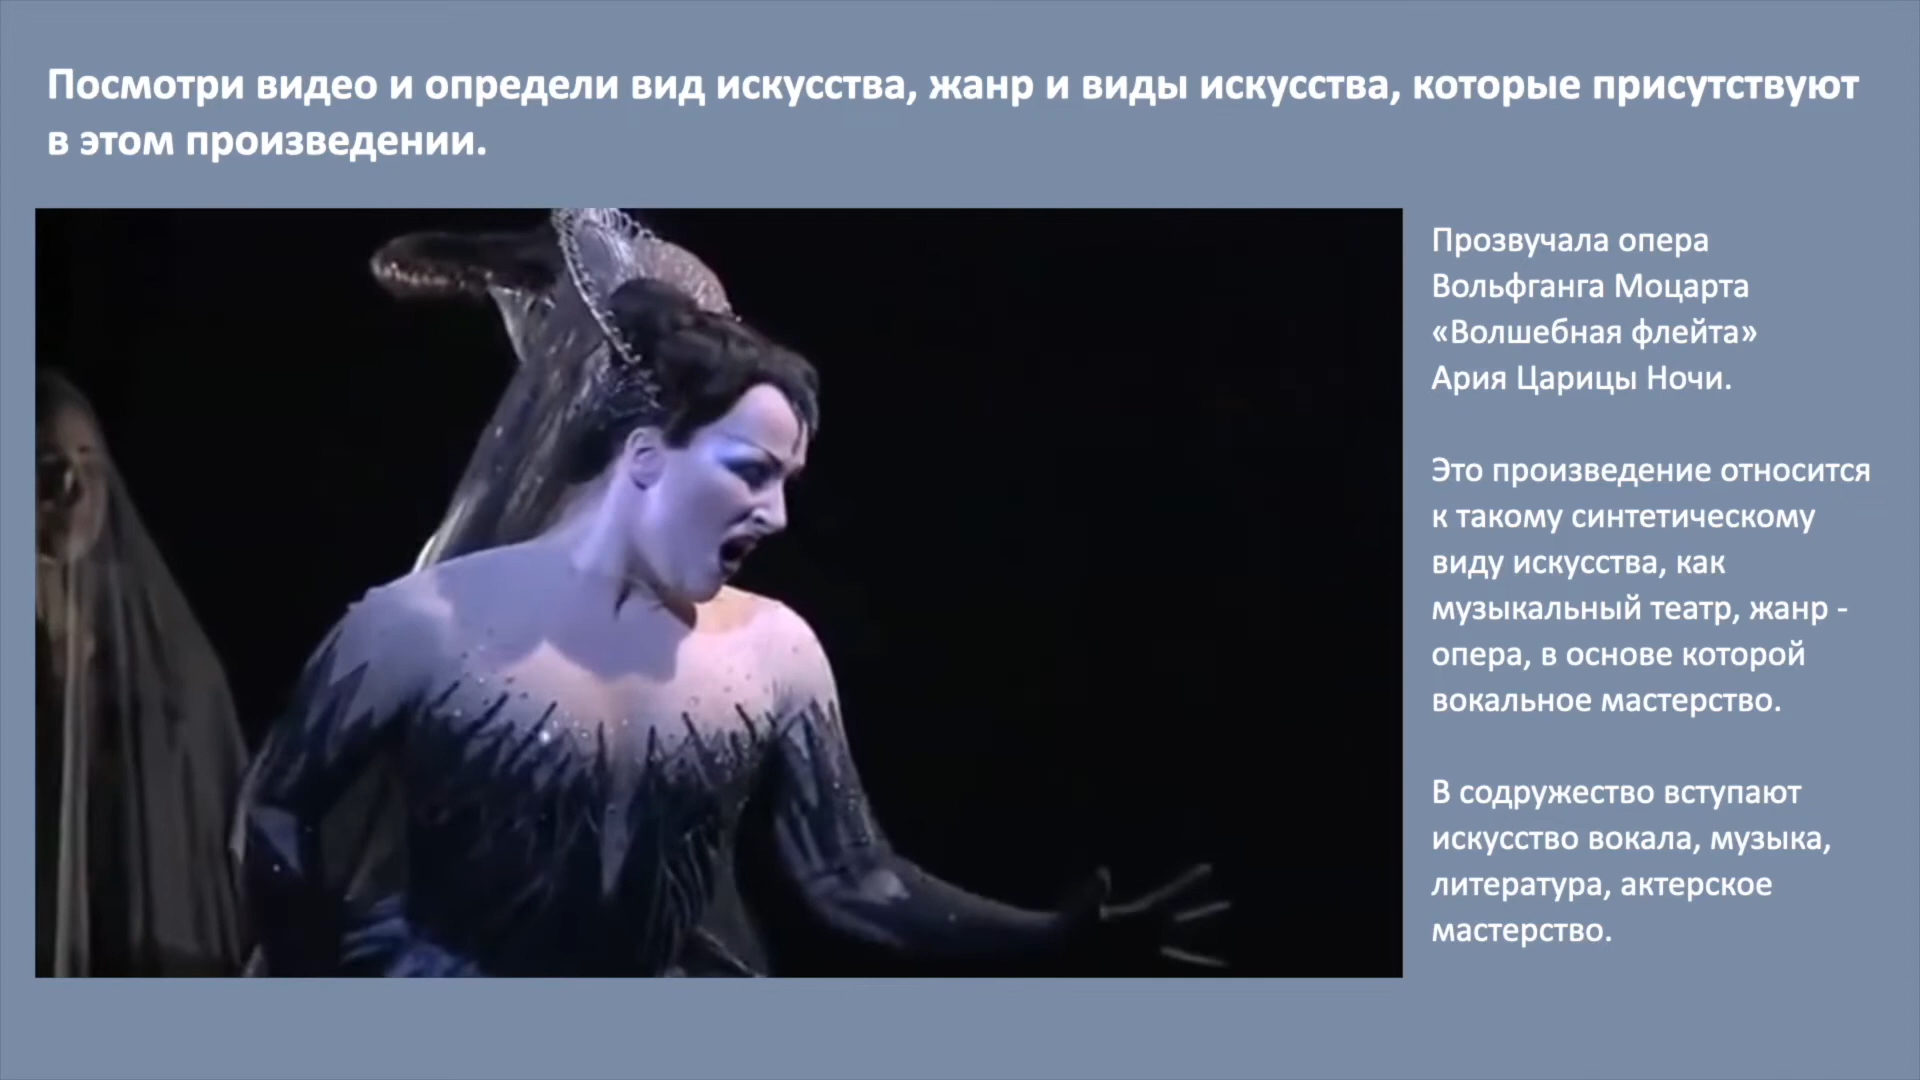 Посмотри видео и определи вид искусства, жанр и виды искусства, которые присутствуют
в этом произведении.
Прозвучала опера
Вольфганга Моцарта
«Волшебная флейта»
Ария Царицы Ночи.
Это произведение относится
к такому синтетическому
виду искусства, как
музыкальный театр, жанр -
опера, в основе которой
вокальное мастерство.
В содружество вступают
искусство вокала, музыка,
литература, актерское
мастерство.